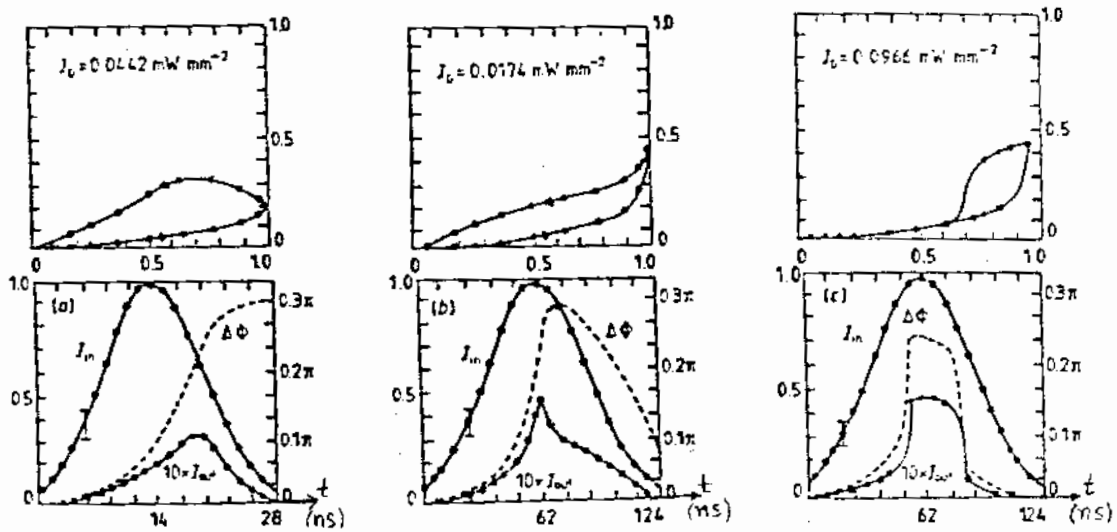 1.0 1.0 1.0
I₀ = 0.0442 mW mm⁻² I₀ = 0.0174 mW mm⁻² I₀ = 0.0966 mW mm⁻²
0.5 0.5 0.5
0 0 0
0 0.5 1.0 0 0.5 1.0 0 0.5 1.0
1.0 (a) 0.3π 1.0 (b) 0.3π 1.0 (c) 0.3π
I_in ΔΦ I_in ΔΦ I_in ΔΦ
0.2π 0.2π 0.2π
0.5 0.5 0.5
0.1π 0.1π 0.1π
10×I_out 10×I_out 10×I_out
0 0 t 0 0 t 0 0 t
14 28 (ns) 62 124 (ns) 62 124 (ns)